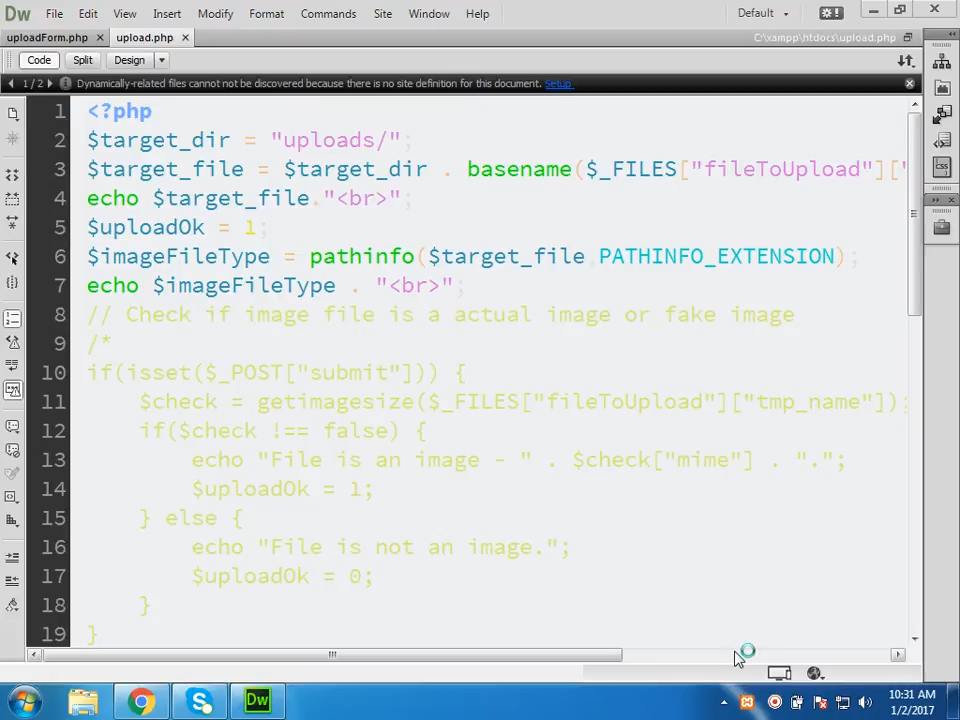 Dw File Edit View Insert Modify Format Commands Site Window Help Default
uploadForm.php upload.php C:\xampp\htdocs\upload.php
Code Split Design
1 / 2 Dynamically-related files cannot not be discovered because there is no site definition for this document. Setup
1 <?php
2 $target_dir = "uploads/";
3 $target_file = $target_dir . basename($_FILES["fileToUpload"]["
4 echo $target_file."<br>";
5 $uploadOk = 1;
6 $imageFileType = pathinfo($target_file,PATHINFO_EXTENSION);
7 echo $imageFileType . "<br>";
8 // Check if image file is a actual image or fake image
9 /*
10 if(isset($_POST["submit"])) {
11 $check = getimagesize($_FILES["fileToUpload"]["tmp_name"]);
12 if($check !== false) {
13 echo "File is an image - " . $check["mime"] . ".";
14 $uploadOk = 1;
15 } else {
16 echo "File is not an image.";
17 $uploadOk = 0;
18 }
19 }
Dw
10:31 AM
1/2/2017